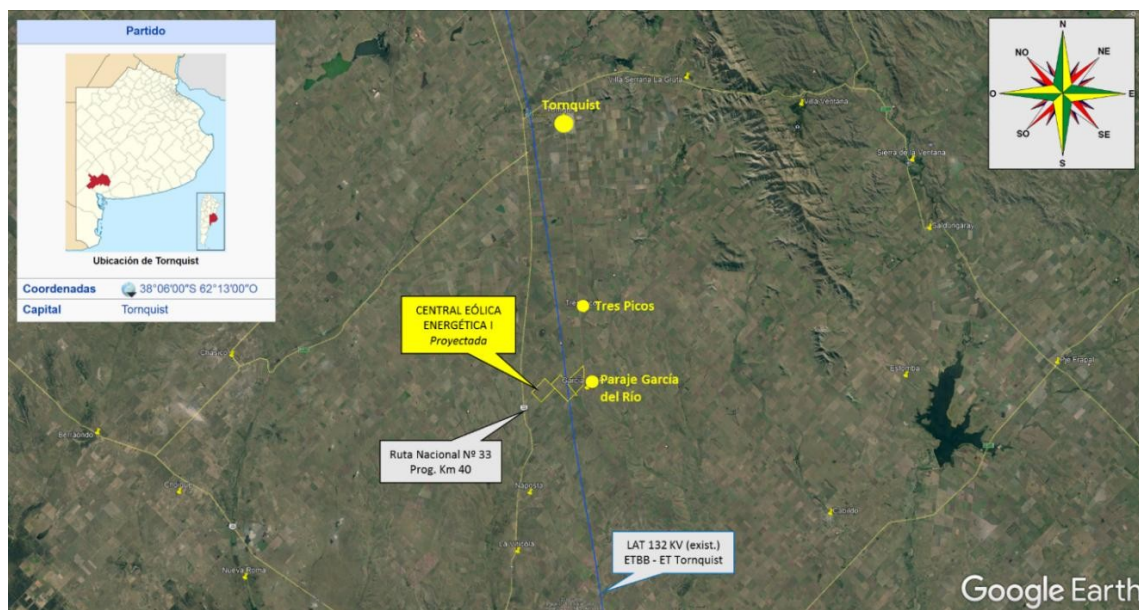 Partido
Ubicación de Tornquist
Coordenadas
38°06′00″S 62°13′00″O
Capital
Tornquist
N
NO
NE
O
E
SO
SE
S
Villa Serrana La Gruta
Tornquist
Villa Ventana
Sierra de la Ventana
Saldungaray
Tres Picos
CENTRAL EÓLICA
ENERGÉTICA I
Proyectada
Chasicó
García
Paraje García
del Río
Estomba
33
Ruta Nacional Nº 33
Prog. Km 40
Berraondo
Napostá
Cabildo
La Vitícola
LAT 132 KV (exist.)
ETBB - ET Tornquist
Nueva Roma
Google Earth